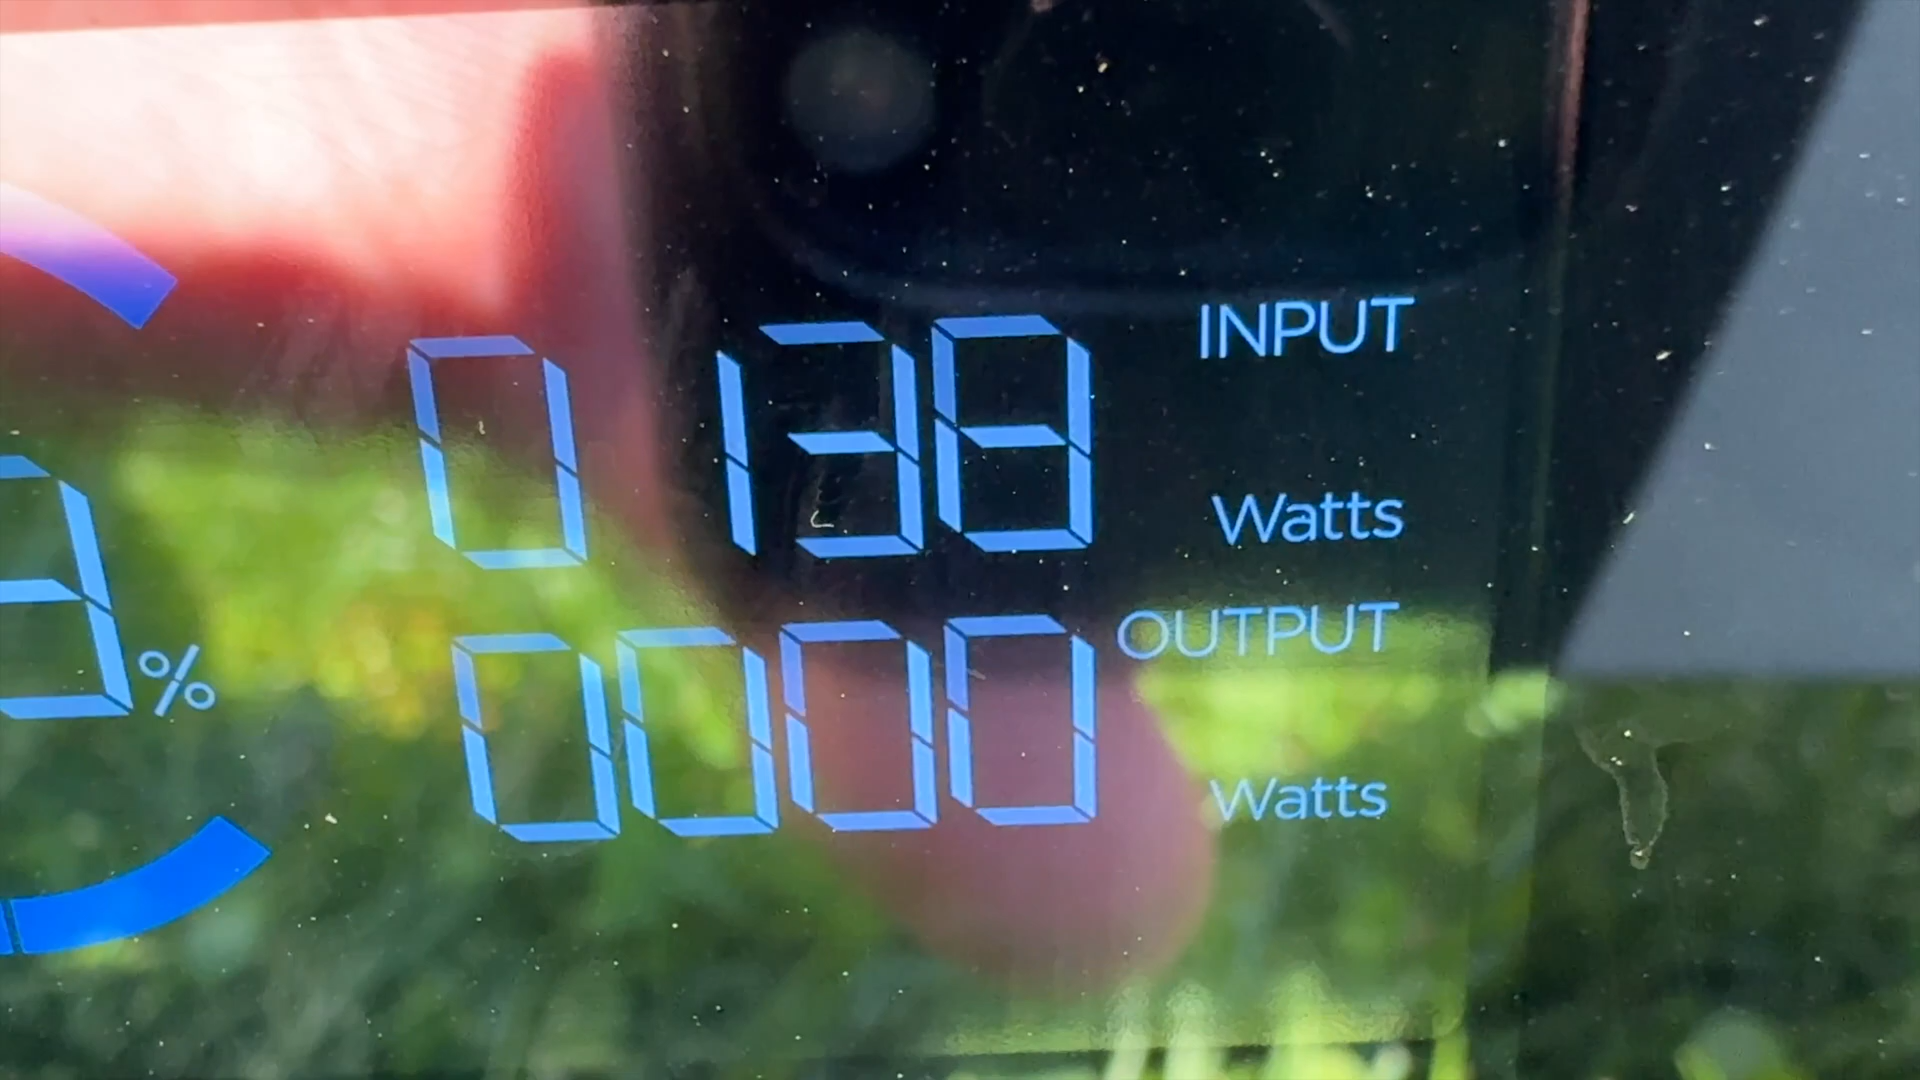 INPUT
0138
Watts
%
OUTPUT
0000
Watts